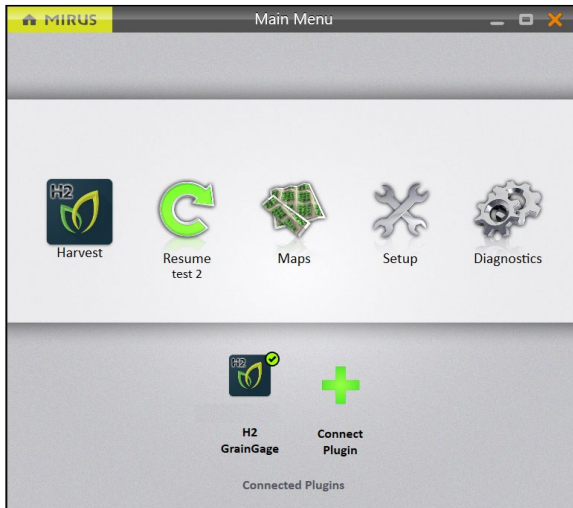 MIRUS
Main Menu
H2
Harvest
Resume
test 2
Maps
Setup
Diagnostics
H2
H2
GrainGage
Connect
Plugin
Connected Plugins